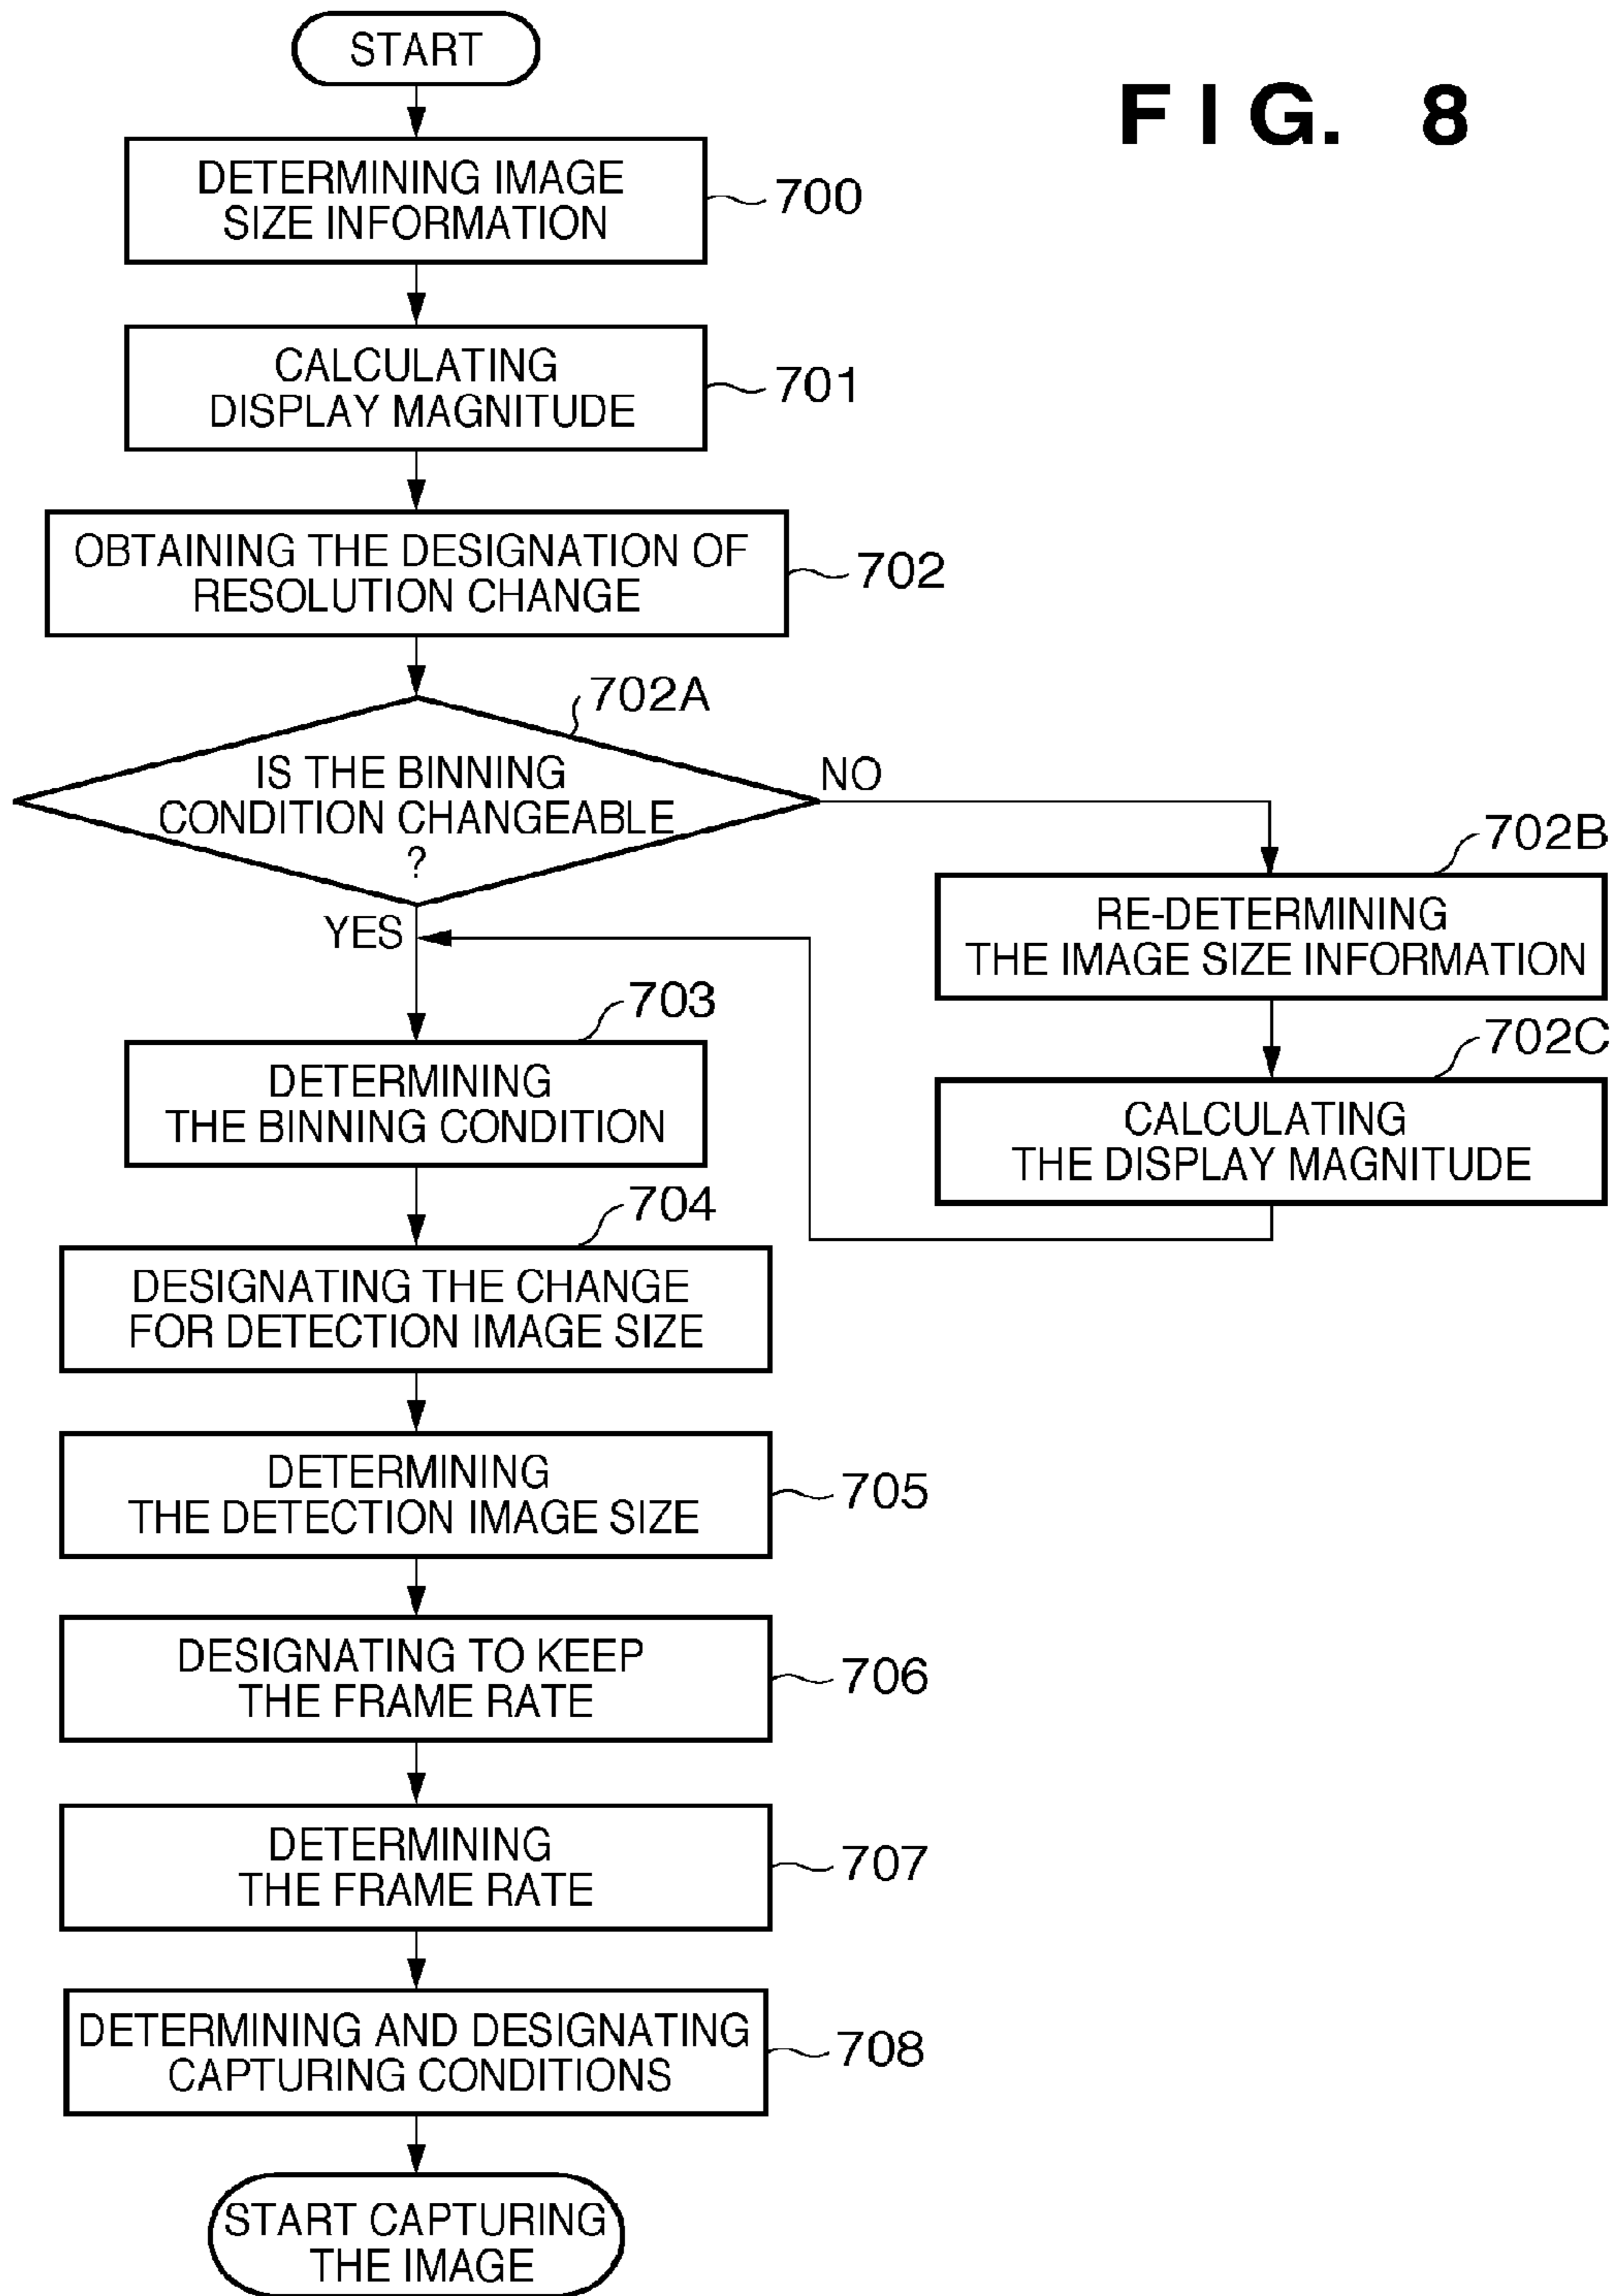 START
FIG. 8
DETERMINING IMAGE
SIZE INFORMATION
700
CALCULATING
DISPLAY MAGNITUDE
701
OBTAINING THE DESIGNATION OF
RESOLUTION CHANGE
702
702A
IS THE BINNING
CONDITION CHANGEABLE
?
NO
YES
702B
RE-DETERMINING
THE IMAGE SIZE INFORMATION
702C
CALCULATING
THE DISPLAY MAGNITUDE
703
DETERMINING
THE BINNING CONDITION
704
DESIGNATING THE CHANGE
FOR DETECTION IMAGE SIZE
DETERMINING
THE DETECTION IMAGE SIZE
705
DESIGNATING TO KEEP
THE FRAME RATE
706
DETERMINING
THE FRAME RATE
707
DETERMINING AND DESIGNATING
CAPTURING CONDITIONS
708
START CAPTURING
THE IMAGE